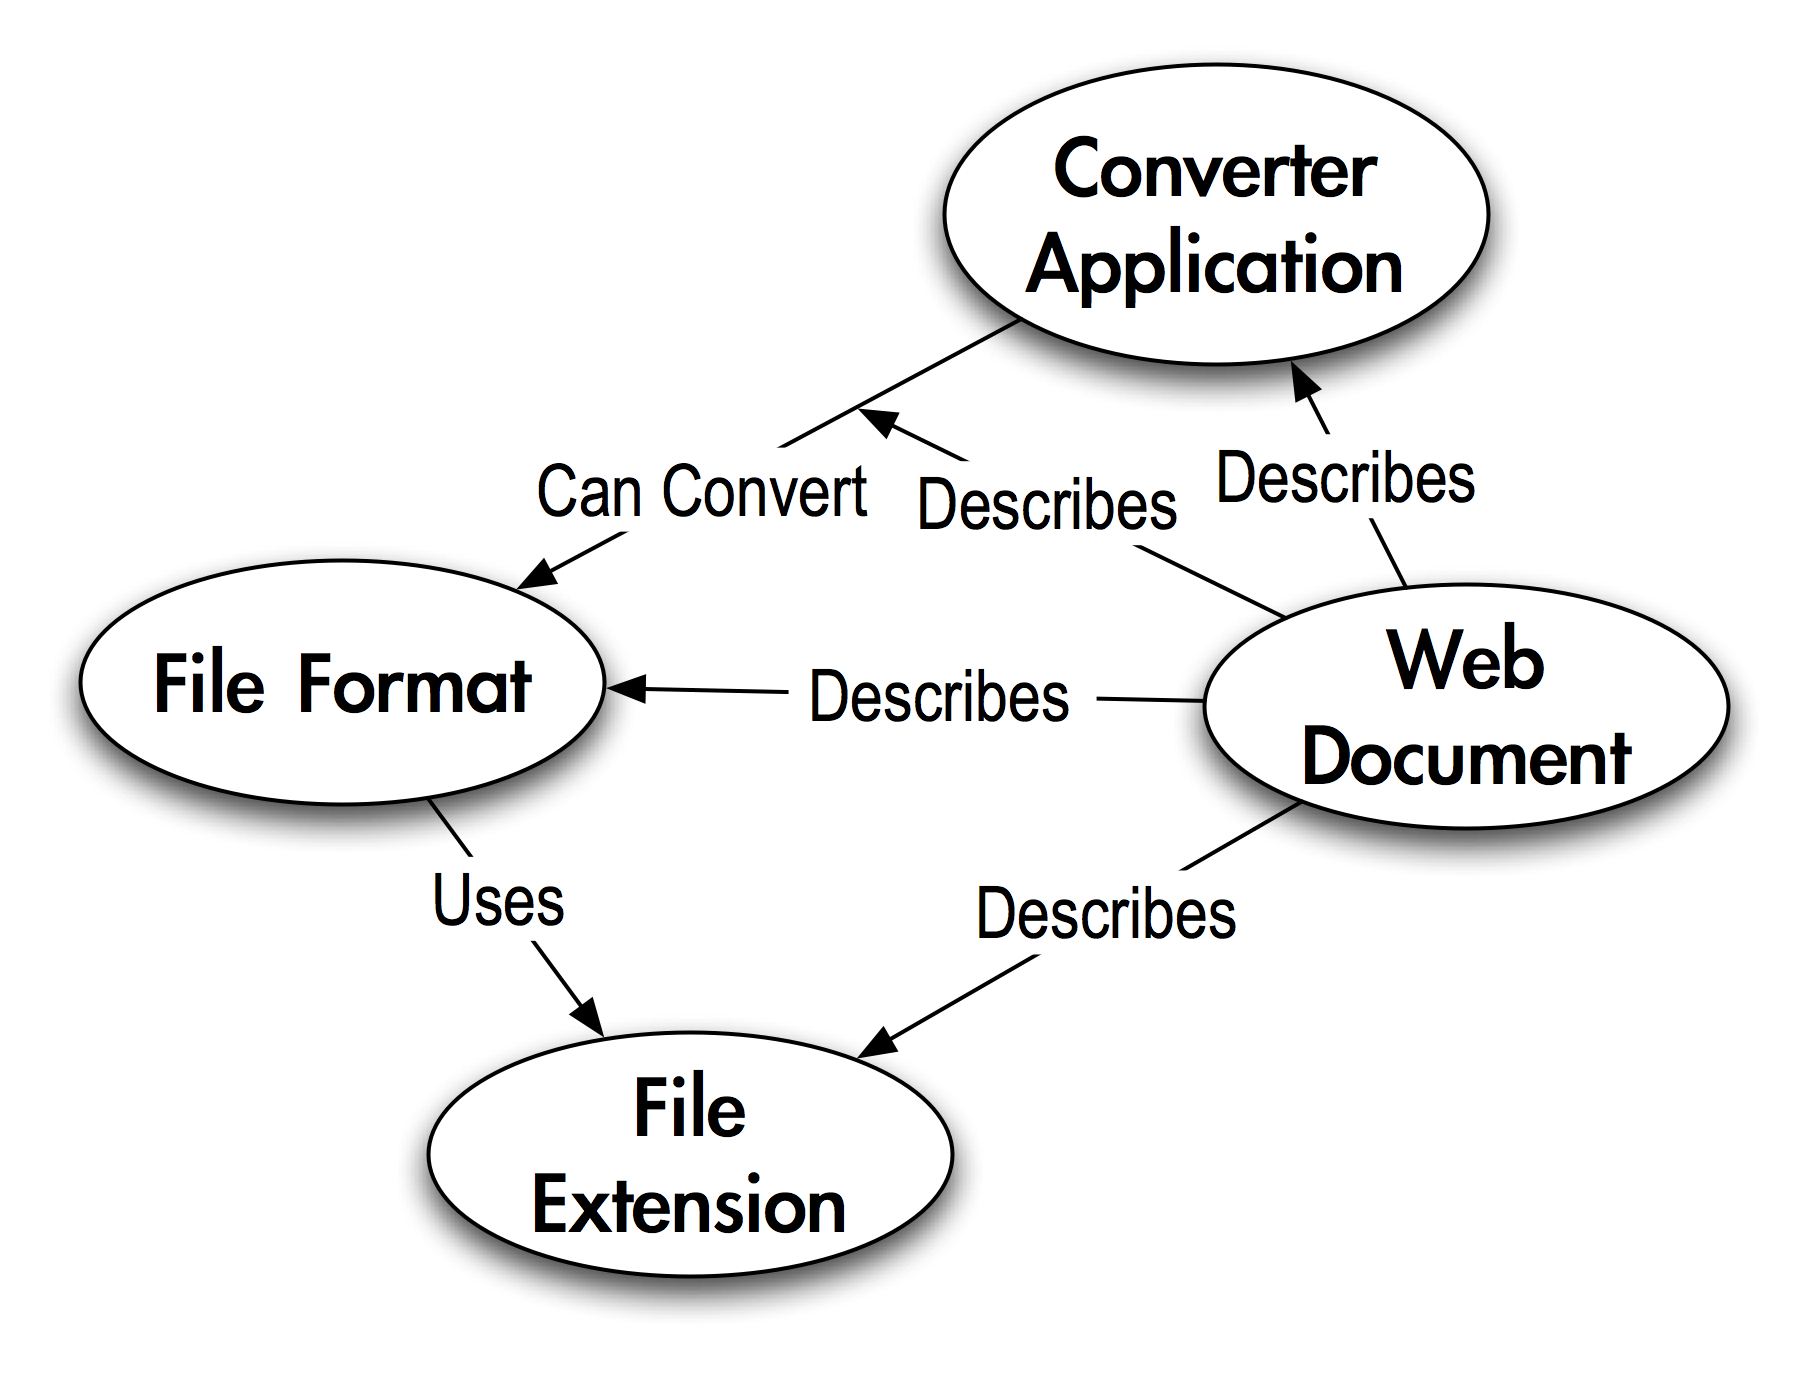 Converter
Application
Can Convert
Describes
Describes
File Format
Describes
Web
Document
Uses
Describes
File
Extension